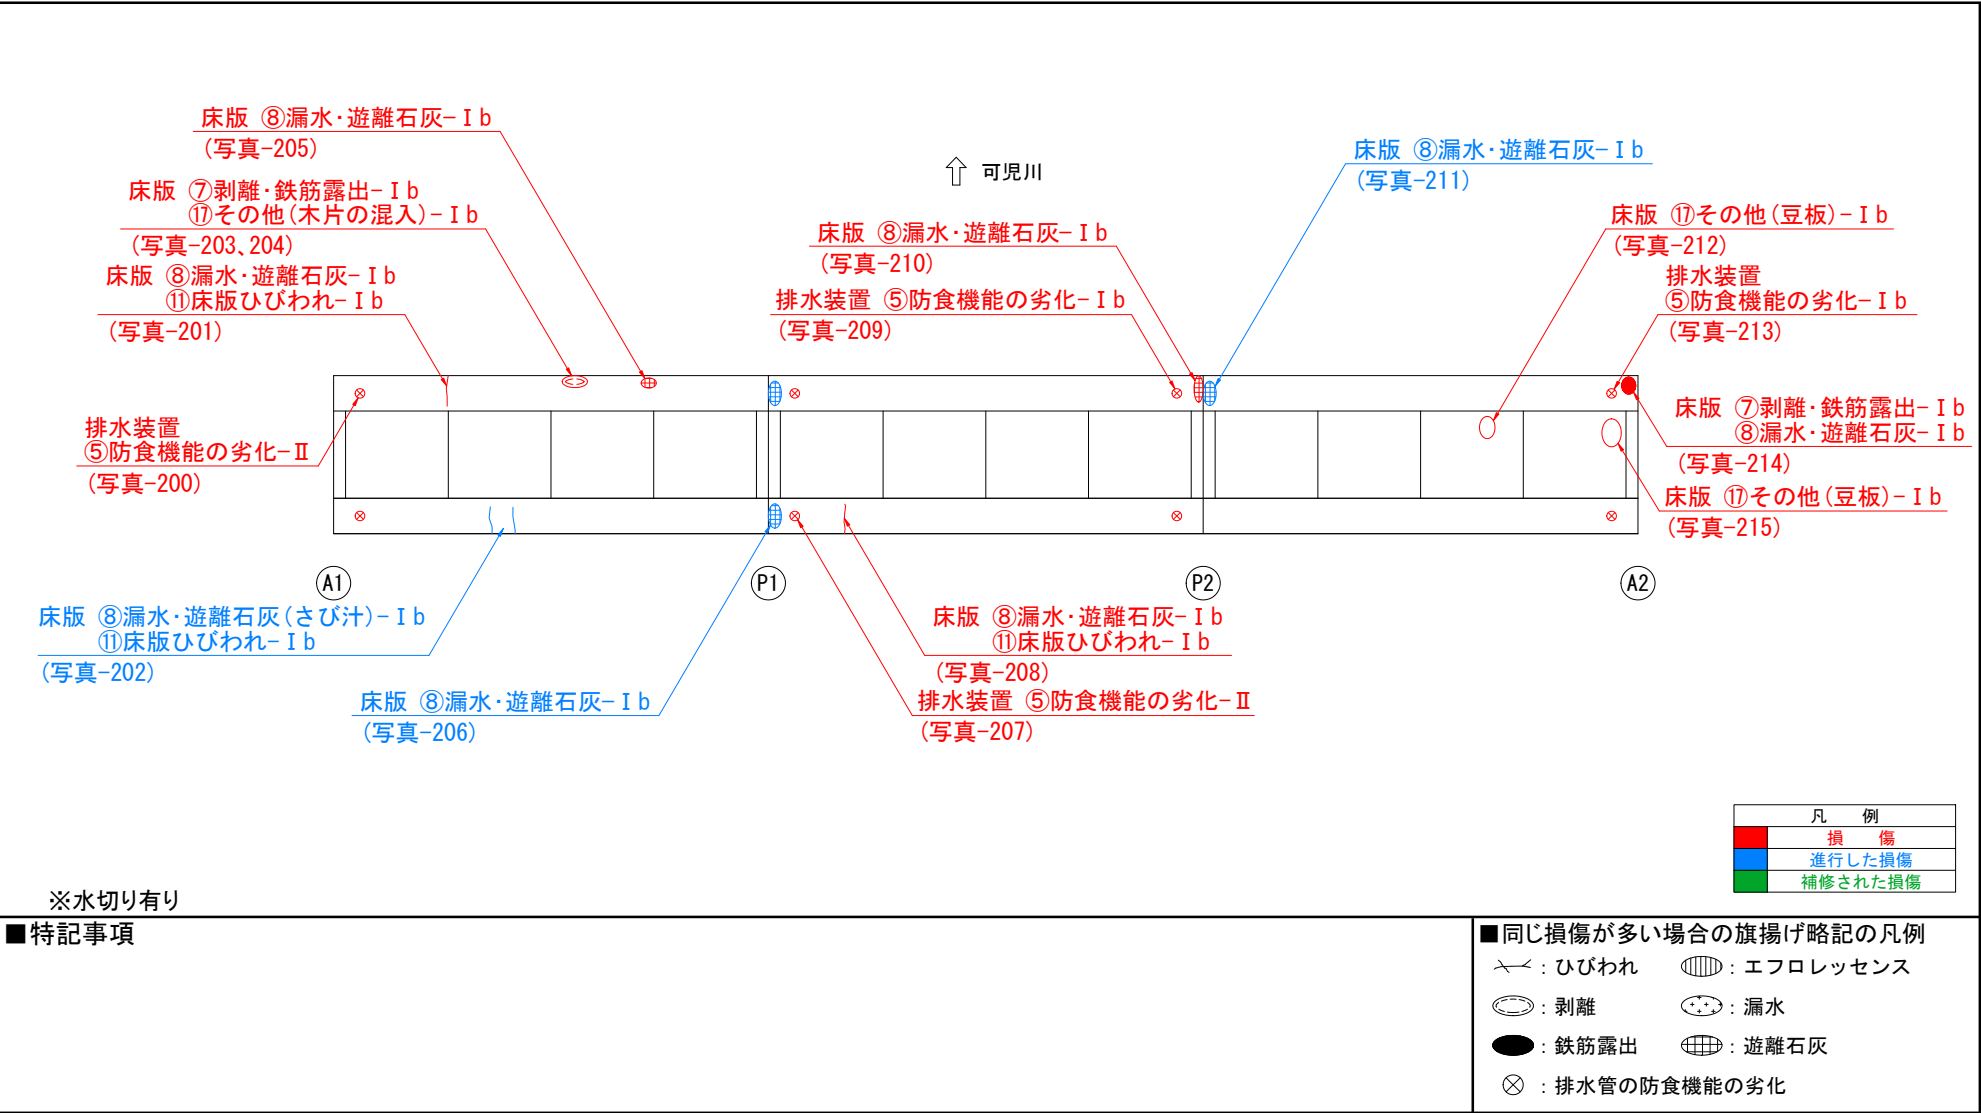 床版 ⑧漏水・遊離石灰-Ⅰb
(写真-205)
床版 ⑦剥離・鉄筋露出-Ⅰb
⑰その他(木片の混入)-Ⅰb
(写真-203、204)
床版 ⑧漏水・遊離石灰-Ⅰb
⑪床版ひびわれ-Ⅰb
(写真-201)
排水装置
⑤防食機能の劣化-Ⅱ
(写真-200)
可児川
床版 ⑧漏水・遊離石灰-Ⅰb
(写真-210)
排水装置 ⑤防食機能の劣化-Ⅰb
(写真-209)
床版 ⑧漏水・遊離石灰-Ⅰb
(写真-211)
床版 ⑰その他(豆板)-Ⅰb
(写真-212)
排水装置
⑤防食機能の劣化-Ⅰb
(写真-213)
床版 ⑦剥離・鉄筋露出-Ⅰb
⑧漏水・遊離石灰-Ⅰb
(写真-214)
床版 ⑰その他(豆板)-Ⅰb
(写真-215)
A1
P1
P2
A2
床版 ⑧漏水・遊離石灰(さび汁)-Ⅰb
⑪床版ひびわれ-Ⅰb
(写真-202)
床版 ⑧漏水・遊離石灰-Ⅰb
(写真-206)
床版 ⑧漏水・遊離石灰-Ⅰb
⑪床版ひびわれ-Ⅰb
(写真-208)
排水装置 ⑤防食機能の劣化-Ⅱ
(写真-207)
凡 例
損 傷
進行した損傷
補修された損傷
※水切り有り
■特記事項
■同じ損傷が多い場合の旗揚げ略記の凡例
：ひびわれ
：エフロレッセンス
：剥離
：漏水
：鉄筋露出
：遊離石灰
：排水管の防食機能の劣化